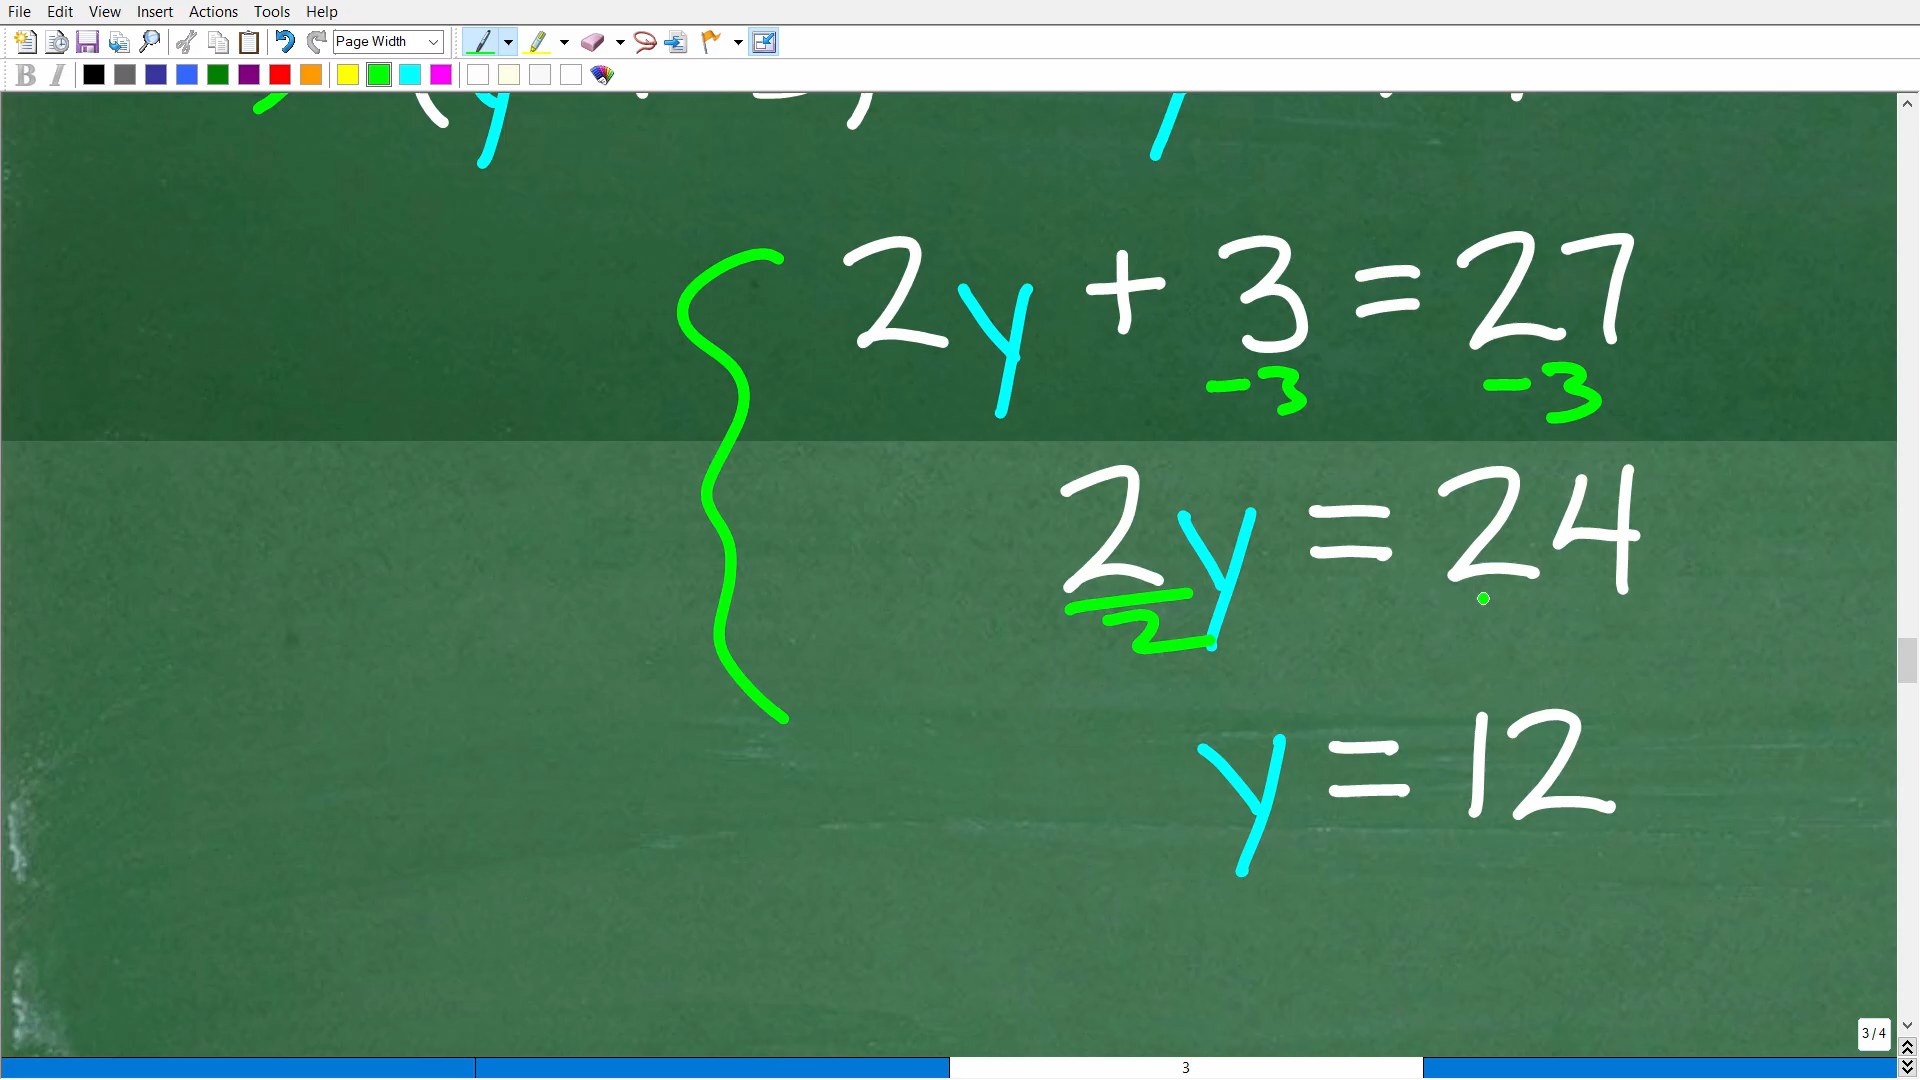 File Edit View Insert Actions Tools Help
Page Width
B I
2y + 3 = 27
-3 -3
2y = 24
2
y = 12
3/4
3